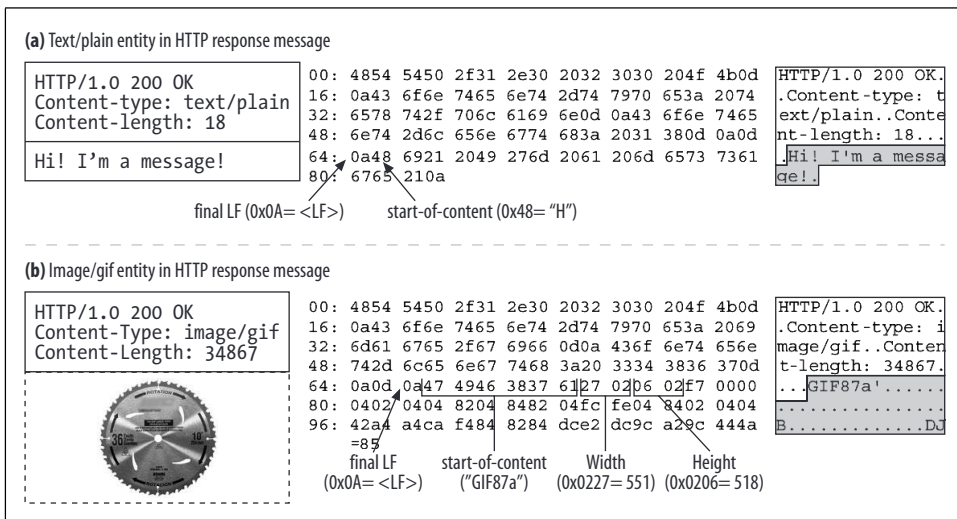 (a) Text/plain entity in HTTP response message
HTTP/1.0 200 OK
Content-type: text/plain
Content-length: 18
Hi! I’m a message!
00: 4854 5450 2f31 2e30 2032 3030 204f 4b0d
16: 0a43 6f6e 7465 6e74 2d74 7970 653a 2074
32: 6578 742f 706c 6169 6e0d 0a43 6f6e 7465
48: 6e74 2d6c 656e 6774 683a 2031 380d 0a0d
64: 0a48 6921 2049 276d 2061 206d 6573 7361
80: 6765 210a
HTTP/1.0 200 OK.
.Content-type: t
ext/plain..Conte
nt-length: 18...
.Hi! I'm a messa
ge!.
final LF (0x0A= <LF>)
start-of-content (0x48= “H”)
(b) Image/gif entity in HTTP response message
HTTP/1.0 200 OK
Content-Type: image/gif
Content-Length: 34867
ROTATION
36
10"
ROTATION
00: 4854 5450 2f31 2e30 2032 3030 204f 4b0d
16: 0a43 6f6e 7465 6e74 2d74 7970 653a 2069
32: 6d61 6765 2f67 6966 0d0a 436f 6e74 656e
48: 742d 6c65 6e67 7468 3a20 3334 3836 370d
64: 0a0d 0a47 4946 3837 6127 0206 02f7 0000
80: 0402 0404 8204 8482 04fc fe04 8402 0404
96: 42a4 a4ca f484 8284 dce2 dc9c a29c 444a
=85
HTTP/1.0 200 OK.
.Content-type: i
mage/gif..Conten
t-length: 34867.
...GIF87a'......
................
B.............DJ
final LF
(0x0A= <LF>)
start-of-content
("GIF87a")
Width
(0x0227= 551)
Height
(0x0206= 518)